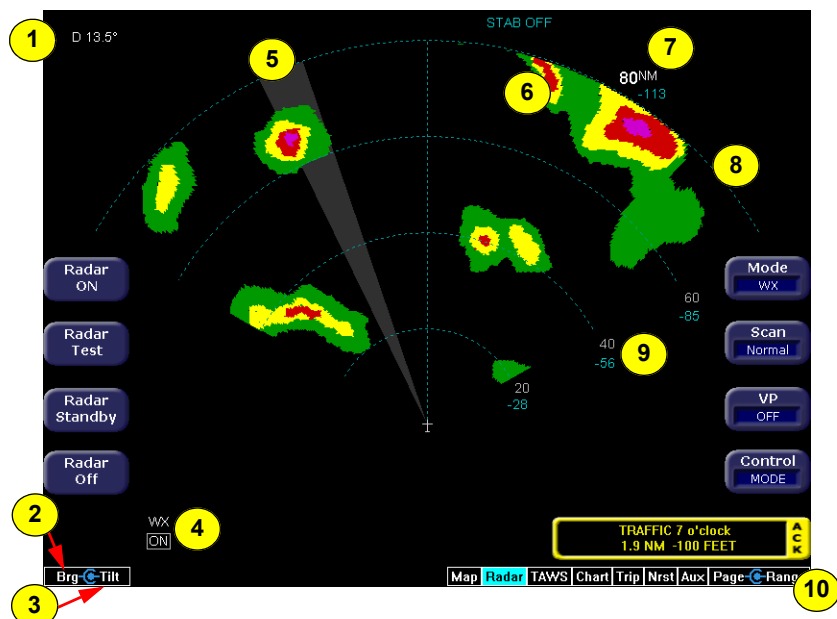 STAB OFF
1
D 13.5°
7
5
80NM
-113
6
8
Radar
ON
Mode
WX
60
-85
Radar
Test
Scan
Normal
40
-56
9
Radar
Standby
VP
OFF
20
-28
Radar
Off
Control
MODE
2
WX
ON
4
TRAFFIC 7 o'clock
1.9 NM -100 FEET
ACK
Brg Tilt
Map Radar TAWS Chart Trip Nrst Aux Page Rang
10
3